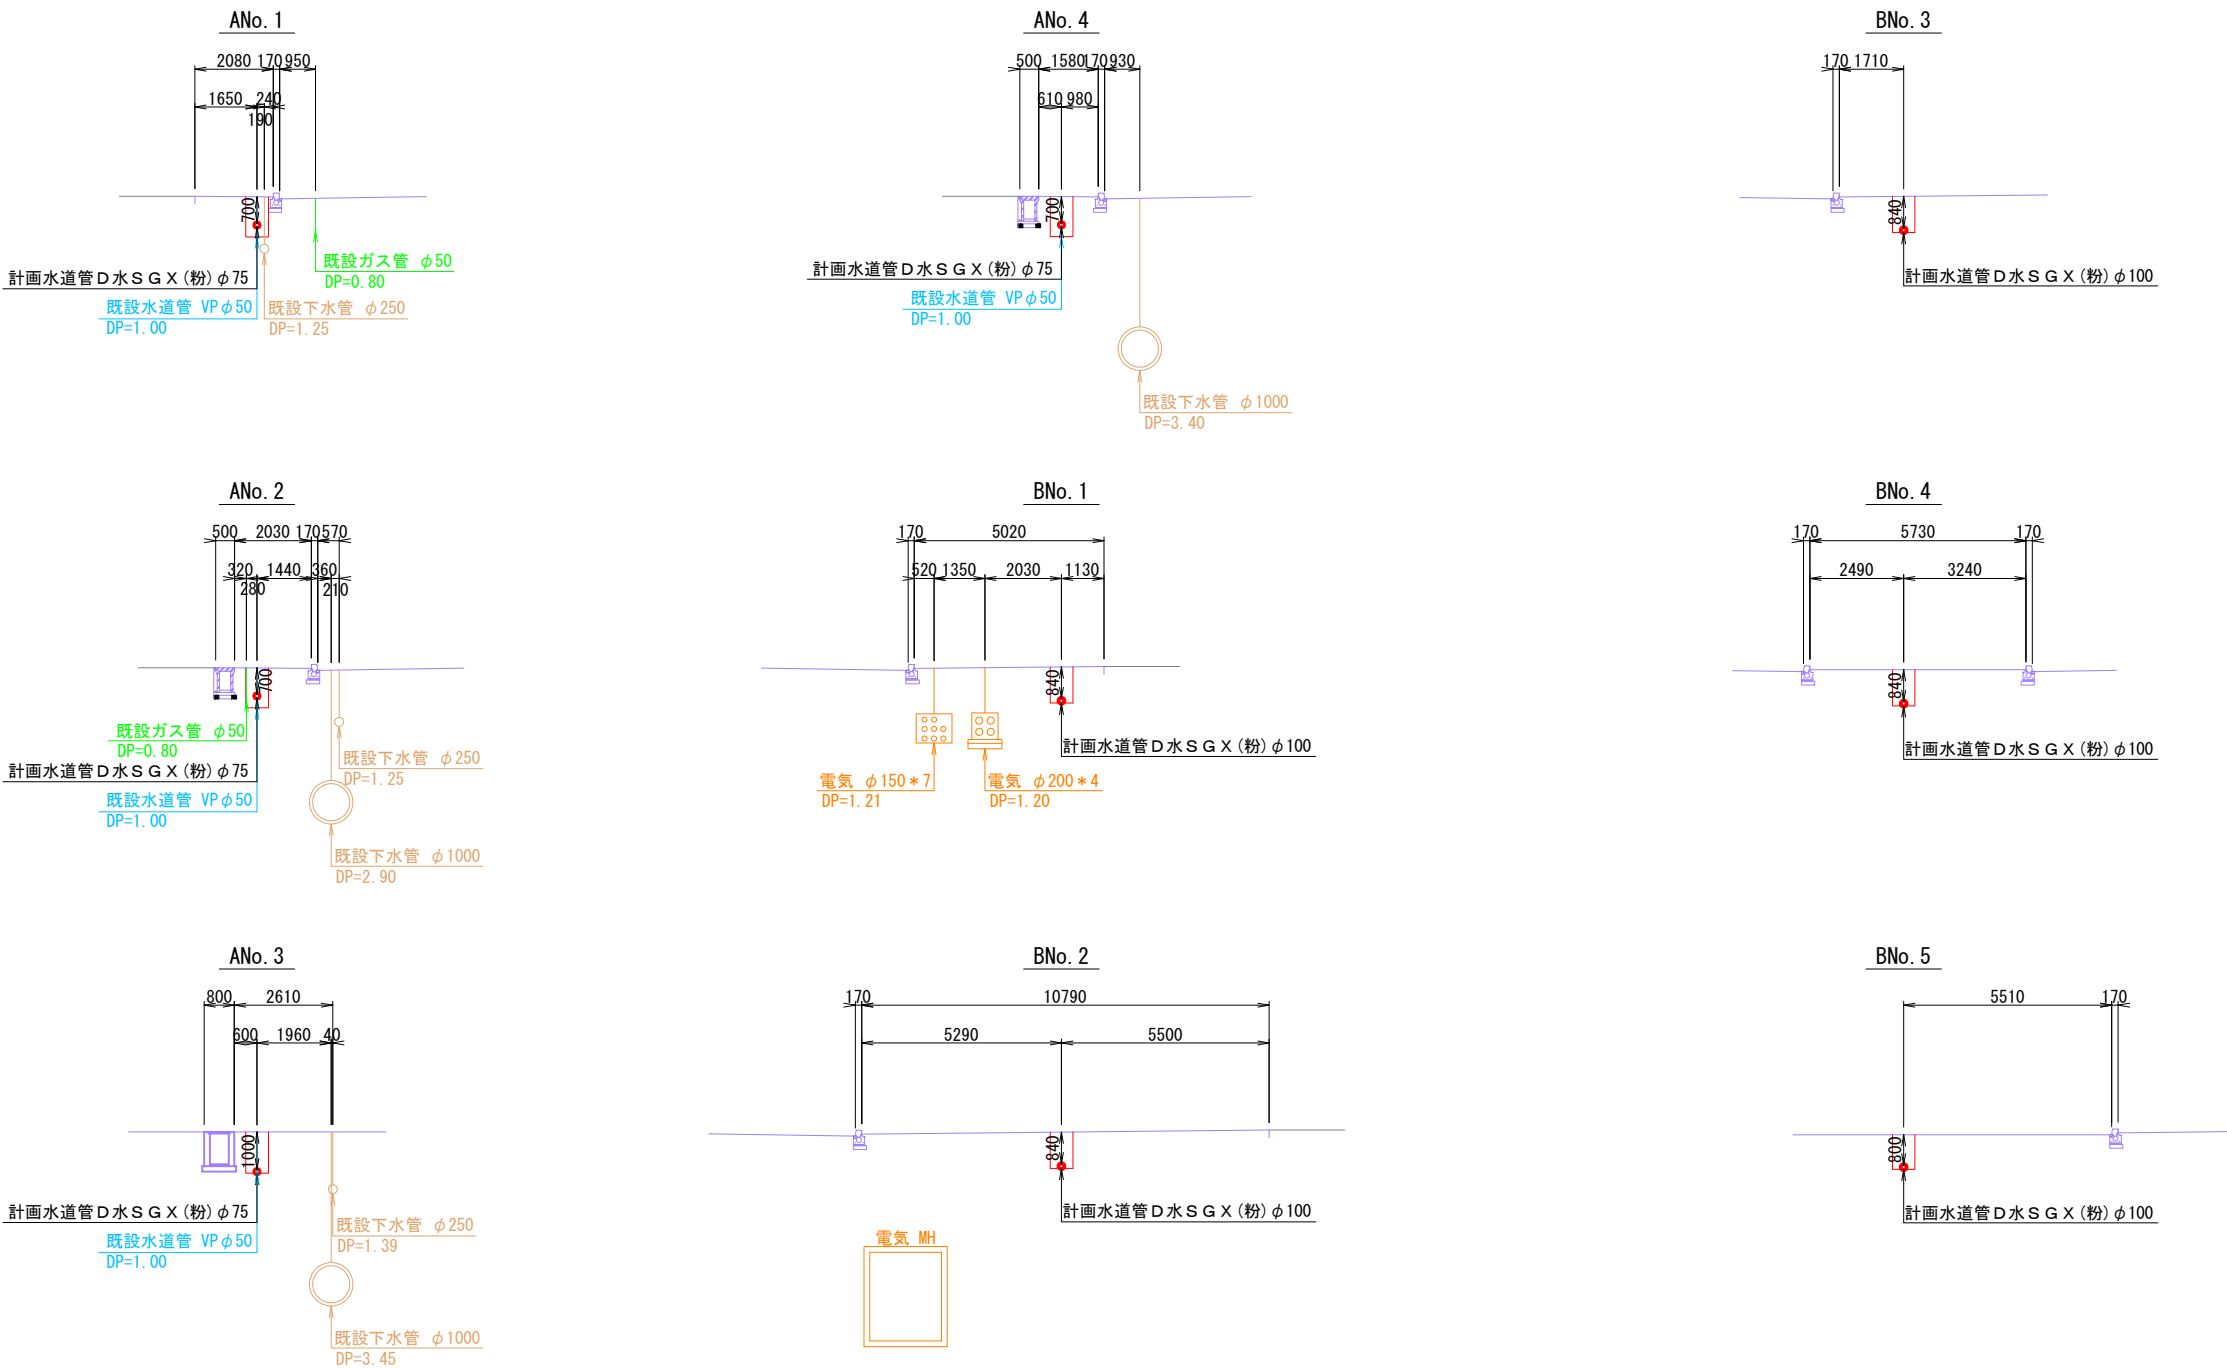 ANo. 1
2080 170 950
1650 240
190
700
既設ガス管 φ50
DP=0.80
計画水道管D水SGX(粉)φ75
既設水道管 VPφ50
DP=1.00
既設下水管 φ250
DP=1.25
ANo. 4
500 1580 170 930
610 980
700
計画水道管D水SGX(粉)φ75
既設水道管 VPφ50
DP=1.00
既設下水管 φ1000
DP=3.40
BNo. 3
170 1710
840
計画水道管D水SGX(粉)φ100
ANo. 2
500 2030 170 570
320 1440 360
280 210
700
既設ガス管 φ50
DP=0.80
計画水道管D水SGX(粉)φ75
既設水道管 VPφ50
DP=1.00
既設下水管 φ250
DP=1.25
既設下水管 φ1000
DP=2.90
BNo. 1
170 5020
520 1350 2030 1130
840
計画水道管D水SGX(粉)φ100
電気 φ150*7
DP=1.21
電気 φ200*4
DP=1.20
BNo. 4
170 5730 170
2490 3240
840
計画水道管D水SGX(粉)φ100
ANo. 3
800 2610
600 1960 40
1000
計画水道管D水SGX(粉)φ75
既設水道管 VPφ50
DP=1.00
既設下水管 φ250
DP=1.39
既設下水管 φ1000
DP=3.45
BNo. 2
170 10790
5290 5500
840
計画水道管D水SGX(粉)φ100
電気 MH
BNo. 5
5510 170
800
計画水道管D水SGX(粉)φ100